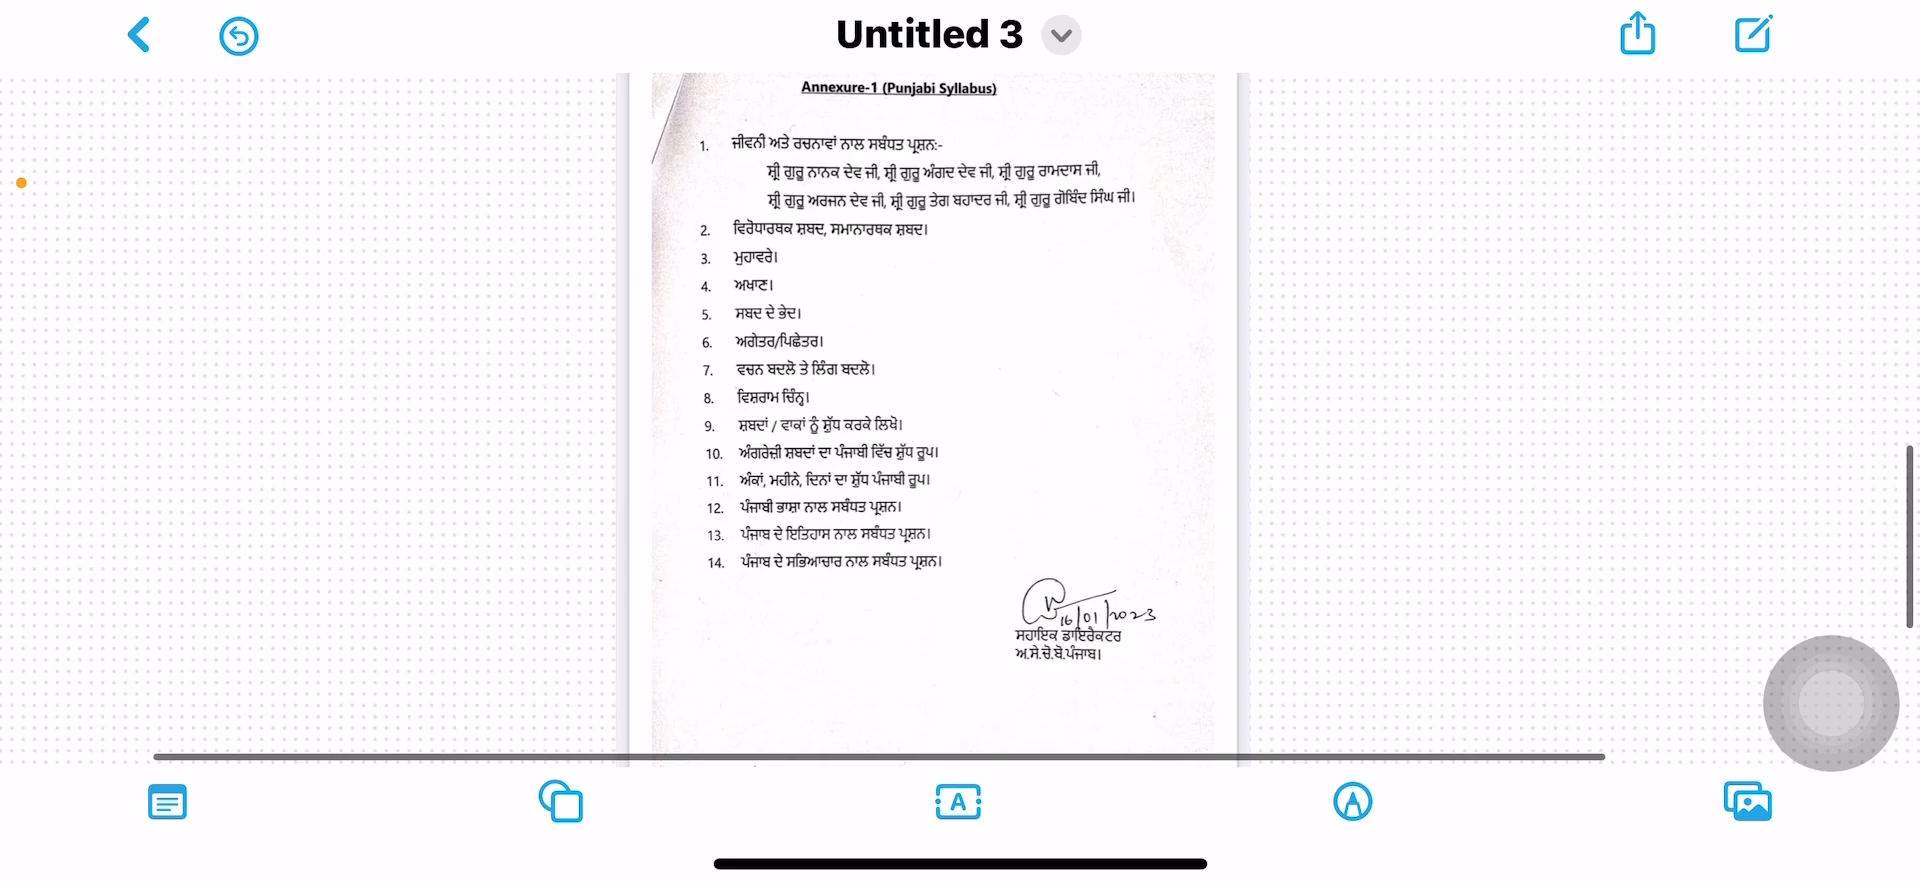 Untitled 3
Annexure-1 (Punjabi Syllabus)
1. ਜੀਵਨੀ ਅਤੇ ਰਚਨਾਵਾਂ ਨਾਲ ਸਬੰਧਤ ਪ੍ਰਸ਼ਨ:-
ਸ਼੍ਰੀ ਗੁਰੂ ਨਾਨਕ ਦੇਵ ਜੀ, ਸ਼੍ਰੀ ਗੁਰੂ ਅੰਗਦ ਦੇਵ ਜੀ, ਸ਼੍ਰੀ ਗੁਰੂ ਰਾਮਦਾਸ ਜੀ,
ਸ਼੍ਰੀ ਗੁਰੂ ਅਰਜਨ ਦੇਵ ਜੀ, ਸ਼੍ਰੀ ਗੁਰੂ ਤੇਗ ਬਹਾਦਰ ਜੀ, ਸ਼੍ਰੀ ਗੁਰੂ ਗੋਬਿੰਦ ਸਿੰਘ ਜੀ।
2. ਵਿਰੋਧਾਰਥਕ ਸ਼ਬਦ, ਸਮਾਨਾਰਥਕ ਸ਼ਬਦ।
3. ਮੁਹਾਵਰੇ।
4. ਅਖਾਣ।
5. ਸਬਦ ਦੇ ਭੇਦ।
6. ਅਗੇਤਰ/ਪਿਛੇਤਰ।
7. ਵਚਨ ਬਦਲੋ ਤੇ ਲਿੰਗ ਬਦਲੋ।
8. ਵਿਸ਼ਰਾਮ ਚਿੰਨ੍ਹ।
9. ਸ਼ਬਦਾਂ / ਵਾਕਾਂ ਨੂੰ ਸ਼ੁੱਧ ਕਰਕੇ ਲਿਖੋ।
10. ਅੰਗਰੇਜ਼ੀ ਸ਼ਬਦਾਂ ਦਾ ਪੰਜਾਬੀ ਵਿੱਚ ਸ਼ੁੱਧ ਰੂਪ।
11. ਅੰਕਾਂ, ਮਹੀਨੇ, ਦਿਨਾਂ ਦਾ ਸ਼ੁੱਧ ਪੰਜਾਬੀ ਰੂਪ।
12. ਪੰਜਾਬੀ ਭਾਸ਼ਾ ਨਾਲ ਸਬੰਧਤ ਪ੍ਰਸ਼ਨ।
13. ਪੰਜਾਬ ਦੇ ਇਤਿਹਾਸ ਨਾਲ ਸਬੰਧਤ ਪ੍ਰਸ਼ਨ।
14. ਪੰਜਾਬ ਦੇ ਸਭਿਆਚਾਰ ਨਾਲ ਸਬੰਧਤ ਪ੍ਰਸ਼ਨ।
16/01/2023
ਸਹਾਇਕ ਡਾਇਰੈਕਟਰ
ਅ.ਸੇ.ਚੋ.ਬੋ.ਪੰਜਾਬ।
A